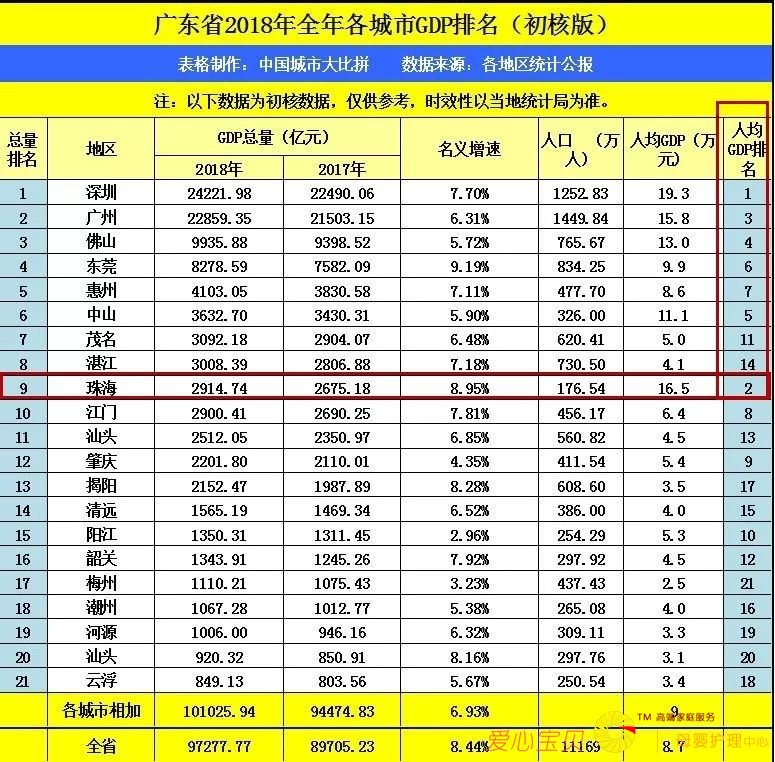 广东省2018年全年各城市GDP排名（初核版）
表格制作：中国城市大比拼 数据来源：各地区统计公报
注：以下数据为初核数据，仅供参考，时效性以当地统计局为准。
总量排名 地区 GDP总量（亿元） 名义增速 人口（万人） 人均GDP（万元） 人均GDP排名
2018年 2017年
1 深圳 24221.98 22490.06 7.70% 1252.83 19.3 1
2 广州 22859.35 21503.15 6.31% 1449.84 15.8 3
3 佛山 9935.88 9398.52 5.72% 765.67 13.0 4
4 东莞 8278.59 7582.09 9.19% 834.25 9.9 6
5 惠州 4103.05 3830.58 7.11% 477.70 8.6 7
6 中山 3632.70 3430.31 5.90% 326.00 11.1 5
7 茂名 3092.18 2904.07 6.48% 620.41 5.0 11
8 湛江 3008.39 2806.88 7.18% 730.50 4.1 14
9 珠海 2914.74 2675.18 8.95% 176.54 16.5 2
10 江门 2900.41 2690.25 7.81% 456.17 6.4 8
11 汕头 2512.05 2350.97 6.85% 560.82 4.5 13
12 肇庆 2201.80 2110.01 4.35% 411.54 5.4 9
13 揭阳 2152.47 1987.89 8.28% 608.60 3.5 17
14 清远 1565.19 1469.34 6.52% 386.00 4.0 15
15 阳江 1350.31 1311.45 2.96% 254.29 5.3 10
16 韶关 1343.91 1245.26 7.92% 297.92 4.5 12
17 梅州 1110.21 1075.43 3.23% 437.43 2.5 21
18 潮州 1067.28 1012.77 5.38% 265.08 4.0 16
19 河源 1006.00 946.16 6.32% 309.11 3.3 19
20 汕头 920.32 850.91 8.16% 297.76 3.1 20
21 云浮 849.13 803.56 5.67% 250.54 3.4 18
各城市相加 101025.94 94474.83 6.93% 9
全省 97277.77 89705.23 8.44% 11169 8.7
爱心宝贝 TM 高端家庭服务
母婴护理中心